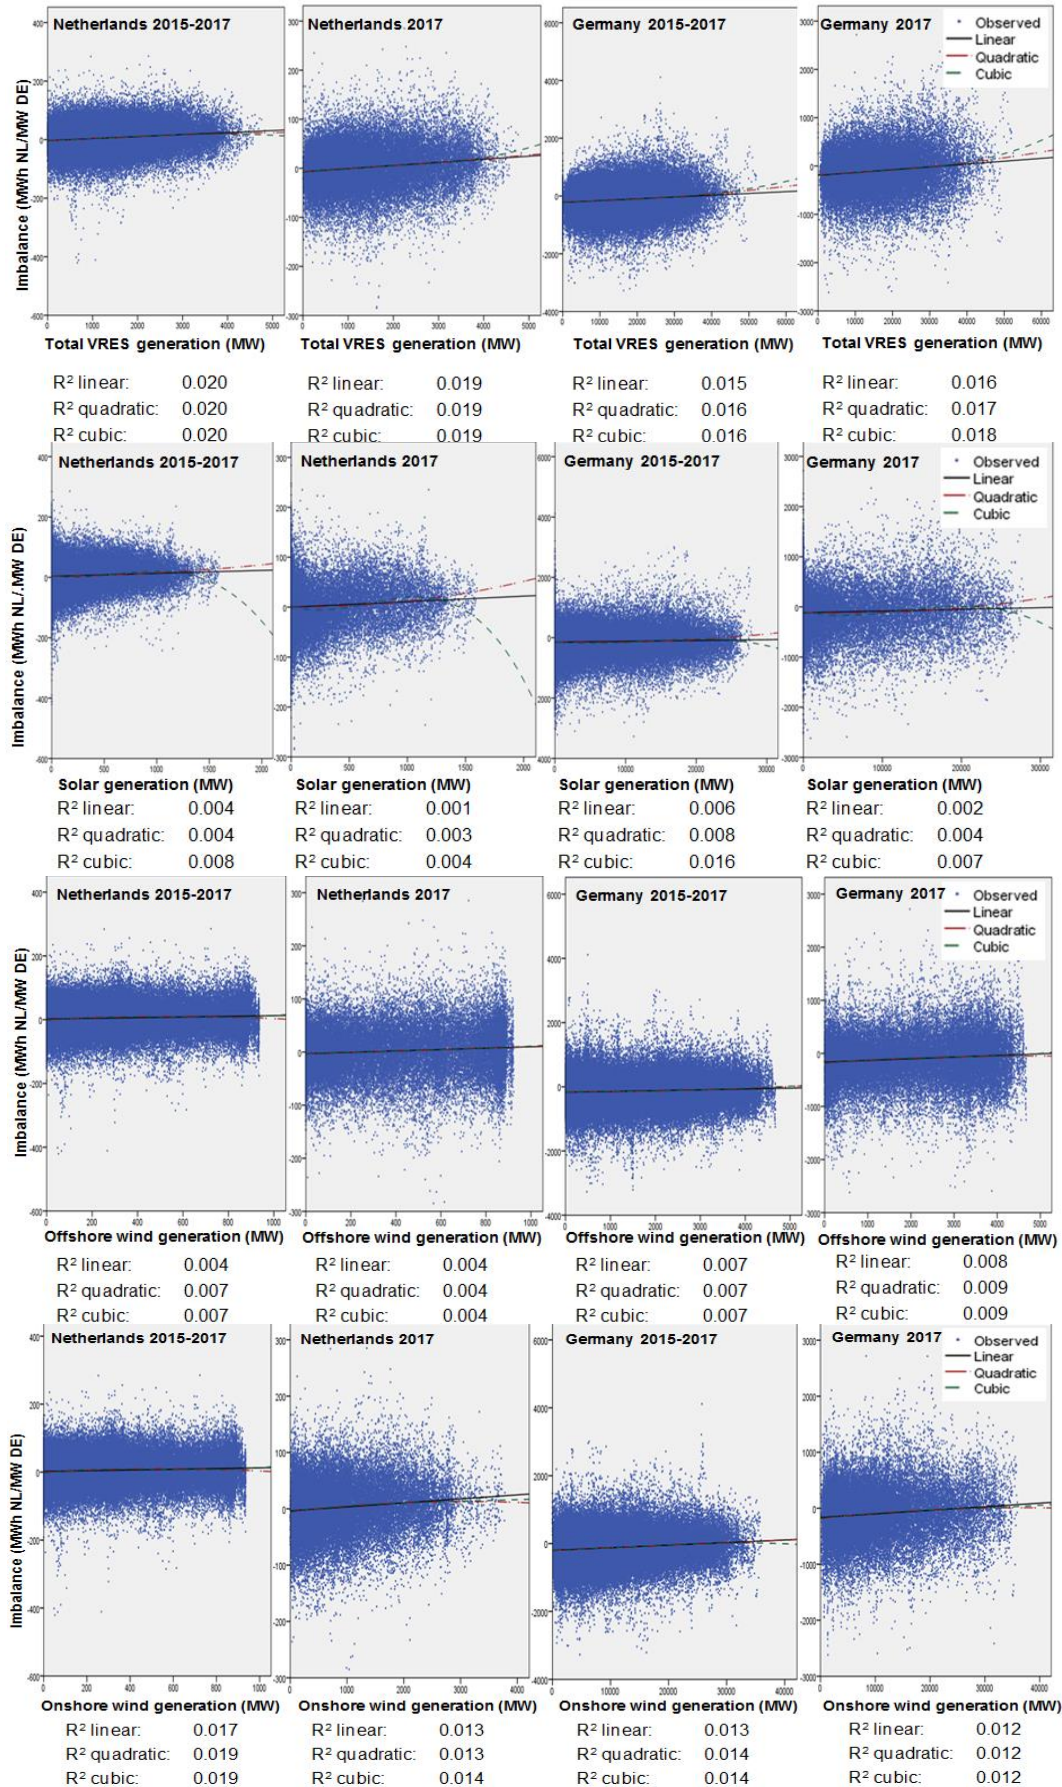 Netherlands 2015-2017
Netherlands 2017
Germany 2015-2017
Germany 2017
Observed
Linear
Quadratic
Cubic
Imbalance (MWh NL/MW DE)
Total VRES generation (MW)
Total VRES generation (MW)
Total VRES generation (MW)
Total VRES generation (MW)
R² linear: 0.020
R² quadratic: 0.020
R² cubic: 0.020
R² linear: 0.019
R² quadratic: 0.019
R² cubic: 0.019
R² linear: 0.015
R² quadratic: 0.016
R² cubic: 0.016
R² linear: 0.016
R² quadratic: 0.017
R² cubic: 0.018
Netherlands 2015-2017
Netherlands 2017
Germany 2015-2017
Germany 2017
Observed
Linear
Quadratic
Cubic
Imbalance (MWh NL/.MW DE)
Solar generation (MW)
Solar generation (MW)
Solar generation (MW)
Solar generation (MW)
R² linear: 0.004
R² quadratic: 0.004
R² cubic: 0.008
R² linear: 0.001
R² quadratic: 0.003
R² cubic: 0.004
R² linear: 0.006
R² quadratic: 0.008
R² cubic: 0.016
R² linear: 0.002
R² quadratic: 0.004
R² cubic: 0.007
Netherlands 2015-2017
Netherlands 2017
Germany 2015-2017
Germany 2017
Observed
Linear
Quadratic
Cubic
Imbalance (MWh NL/MW DE)
Offshore wind generation (MW)
Offshore wind generation (MW)
Offshore wind generation (MW)
Offshore wind generation (MW)
R² linear: 0.004
R² quadratic: 0.007
R² cubic: 0.007
R² linear: 0.004
R² quadratic: 0.004
R² cubic: 0.004
R² linear: 0.007
R² quadratic: 0.007
R² cubic: 0.007
R² linear: 0.008
R² quadratic: 0.009
R² cubic: 0.009
Netherlands 2015-2017
Netherlands 2017
Germany 2015-2017
Germany 2017
Observed
Linear
Quadratic
Cubic
Imbalance (MWh NL/MW DE)
Onshore wind generation (MW)
Onshore wind generation (MW)
Onshore wind generation (MW)
Onshore wind generation (MW)
R² linear: 0.017
R² quadratic: 0.019
R² cubic: 0.019
R² linear: 0.013
R² quadratic: 0.013
R² cubic: 0.014
R² linear: 0.013
R² quadratic: 0.014
R² cubic: 0.014
R² linear: 0.012
R² quadratic: 0.012
R² cubic: 0.012